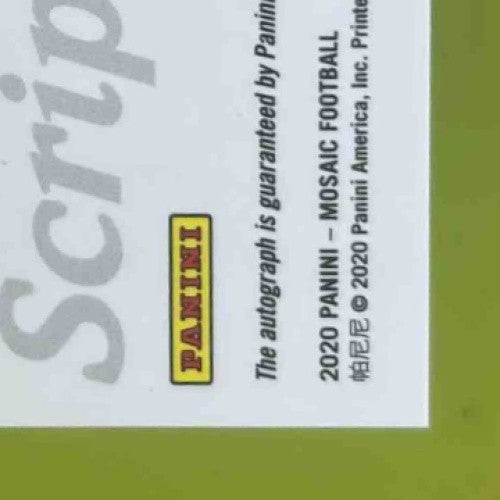 Scrip
PANINI
The autograph is guaranteed by Panini
2020 PANINI – MOSAIC FOOTBALL
帕尼尼 © 2020 Panini America, Inc. Printe